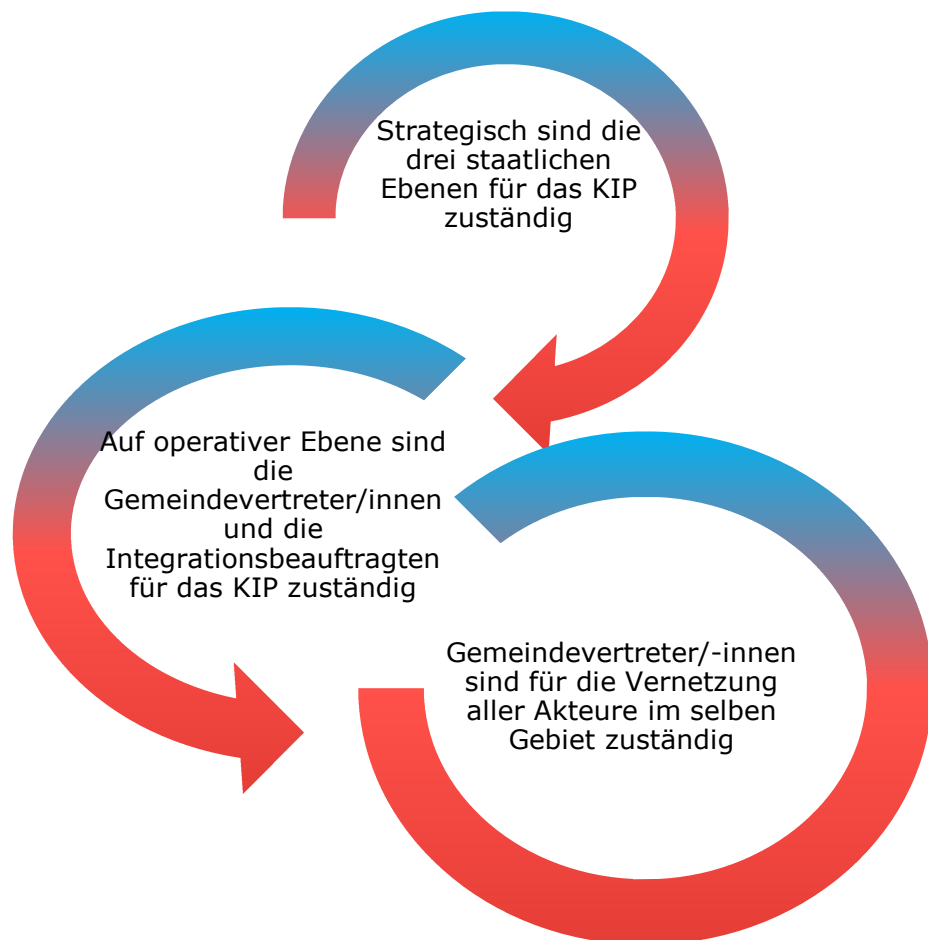 Strategisch sind die
drei staatlichen
Ebenen für das KIP
zuständig
Auf operativer Ebene sind
die
Gemeindevertreter/innen
und die
Integrationsbeauftragten
für das KIP zuständig
Gemeindevertreter/-innen
sind für die Vernetzung
aller Akteure im selben
Gebiet zuständig